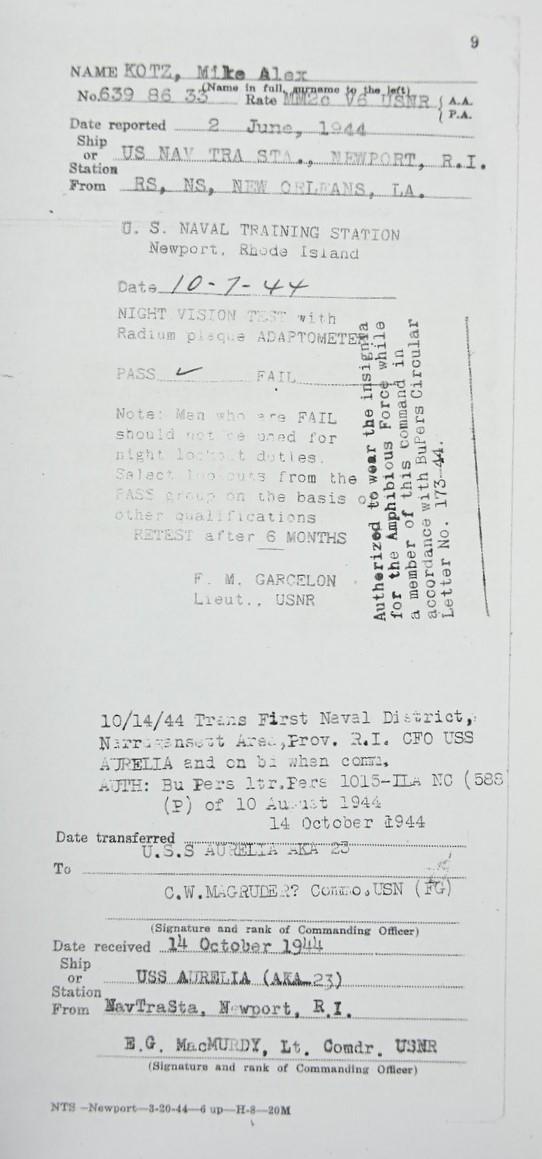 9
NAME KOTZ, Mike Alex
(Name in full, surname to the left)
No. 639 86 33 Rate MM2c V6 USNR { A.A.
{ P.A.
Date reported 2 June, 1944
Ship
or US NAV TRA STA., NEWPORT, R.I.
Station
From RS, NS, NEW ORLEANS, LA.
U. S. NAVAL TRAINING STATION
Newport, Rhode Island
Date 10-7-44
NIGHT VISION TEST with
Radium plaque ADAPTOMETER
PASS ✓ FAIL
Note: Men who are FAIL
should not be used for
night lookout duties.
Select lookouts from the
PASS group on the basis of
other qualifications
RETEST after 6 MONTHS
F. M. GARCELON
Lieut., USNR
Authorized to wear the insignia
for the Amphibious Force while
a member of this command in
accordance with BuPers Circular
Letter No. 173-44.
10/14/44 Trans First Naval District,
Narragansett Area,Prov. R.I. CFO USS
AURELIA and on bd when comm.
AUTH: Bu Pers ltr.Pers 1015-ILA NC (588
(P) of 10 August 1944
14 October 1944
Date transferred
U.S.S AURELIA AKA 23
To
C.W.MAGRUDER? Commo.USN (FG)
(Signature and rank of Commanding Officer)
Date received 14 October 1944
Ship
or USS AURELIA (AKA-23)
Station
From NavTraSta, Newport, R.I.
E.G. MacMURDY, Lt. Comdr. USNR
(Signature and rank of Commanding Officer)
NTS—Newport—3-20-44—6 up—H-8—20M